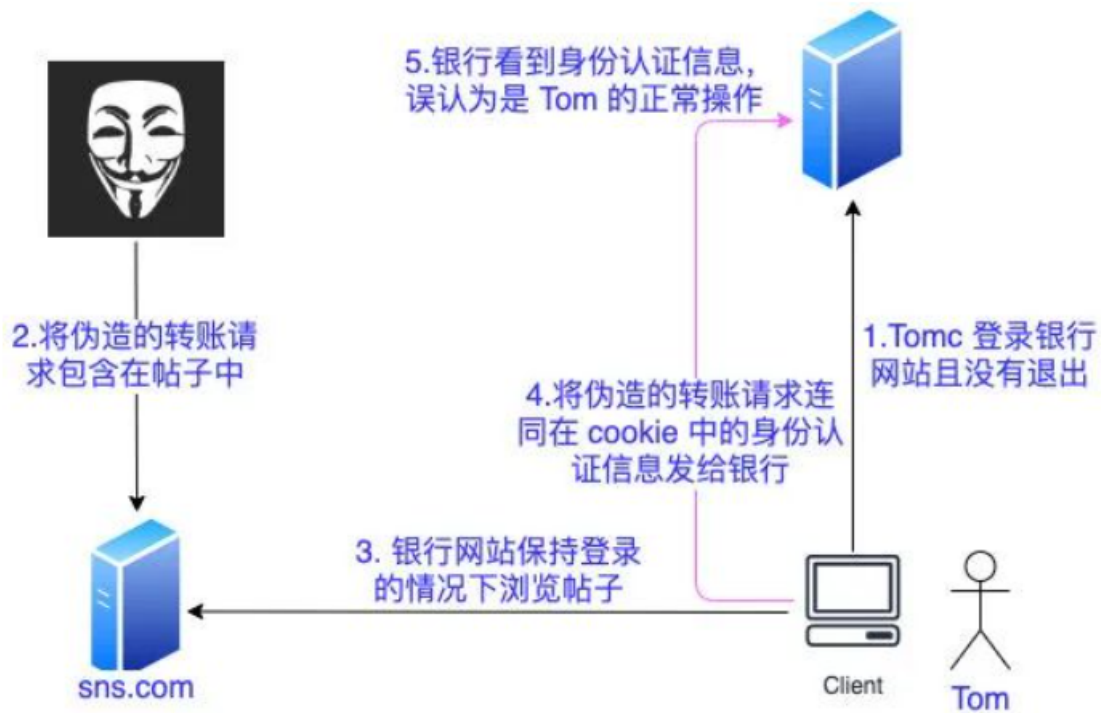 5.银行看到身份认证信息,
误认为是 Tom 的正常操作
2.将伪造的转账请
求包含在帖子中
1.Tomc 登录银行
网站且没有退出
4.将伪造的转账请求连
同在 cookie 中的身份认
证信息发给银行
3. 银行网站保持登录
的情况下浏览帖子
sns.com
Client
Tom